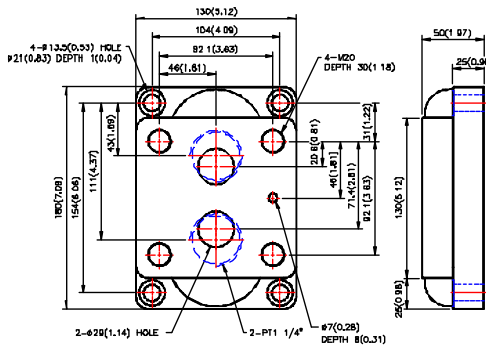 130(5.12)
104(4.09)
92.1(3.63)
46(1.81)
4-ø13.5(0.53) HOLE
ø21(0.83) DEPTH 1(0.04)
4-M20
DEPTH 30(1.18)
50(1.97)
25(0.98
180(7.09)
154(6.06)
111(4.37)
43(1.69)
20.6(0.81)
31(1.22)
46(1.81)
71.4(2.81)
92.1(3.63)
130(5.12)
25(0.98)
2-ø29(1.14) HOLE
2-PT1 1/4"
ø7(0.28)
DEPTH 8(0.31)